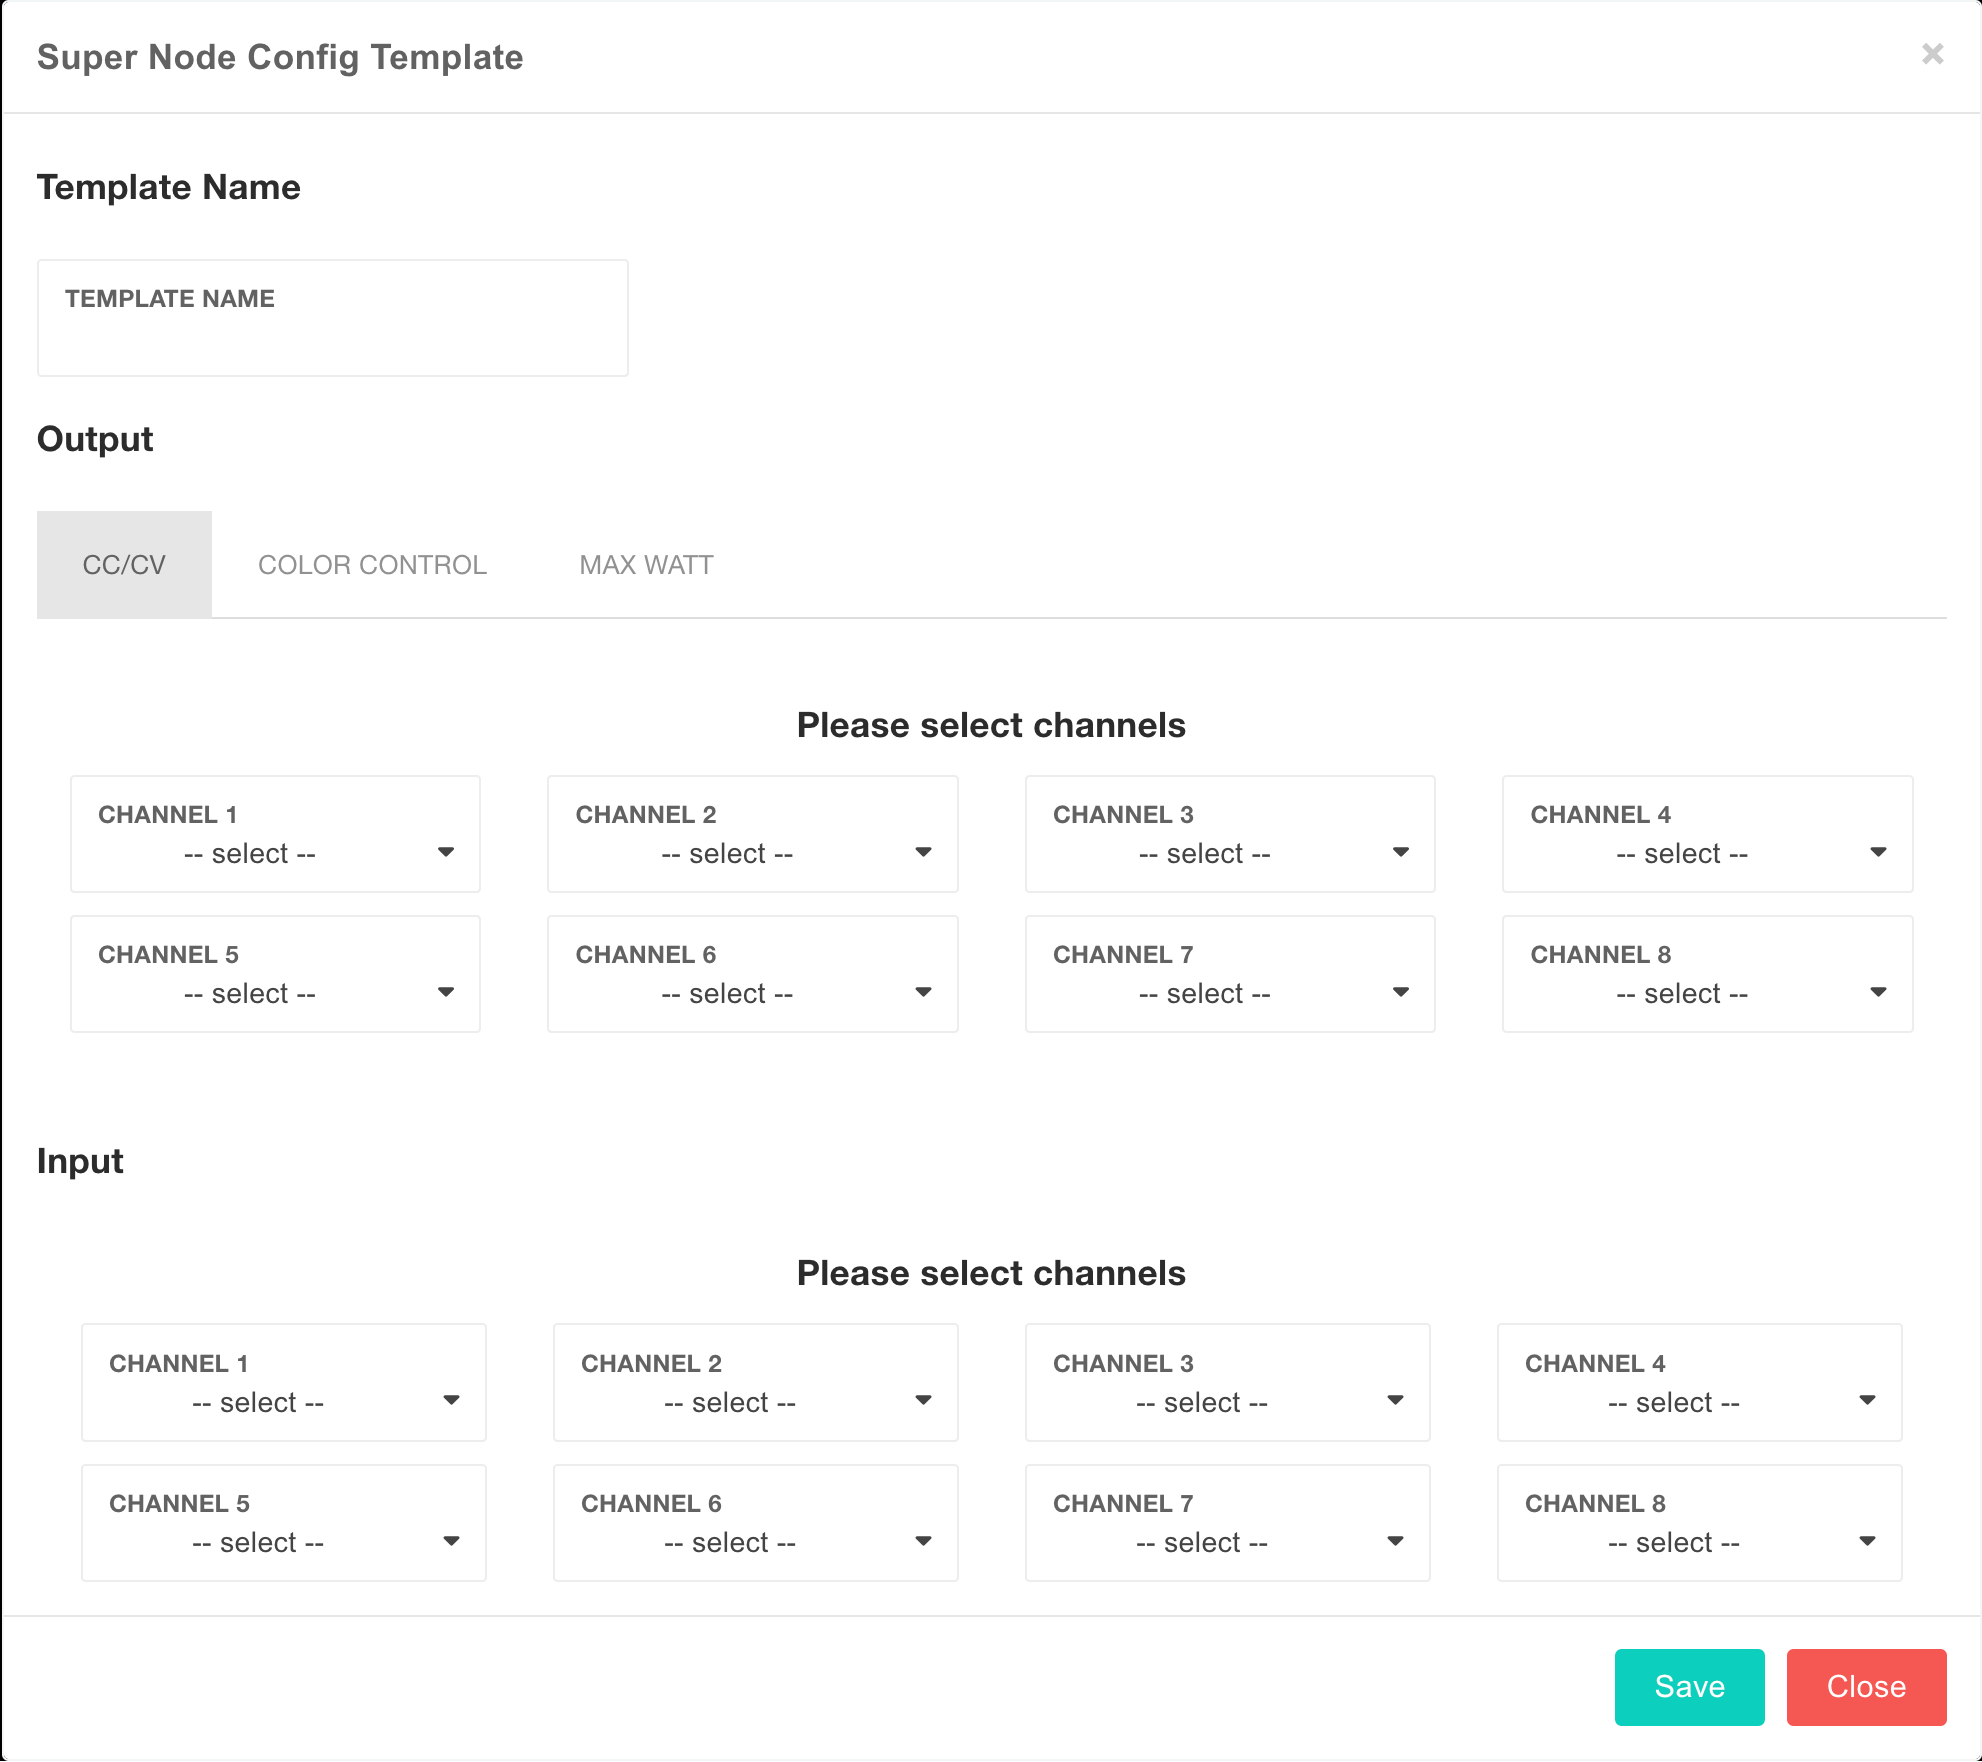 Super Node Config Template
×
Template Name
TEMPLATE NAME
Output
CC/CV COLOR CONTROL MAX WATT
Please select channels
CHANNEL 1 CHANNEL 2 CHANNEL 3 CHANNEL 4
-- select -- -- select -- -- select -- -- select --
CHANNEL 5 CHANNEL 6 CHANNEL 7 CHANNEL 8
-- select -- -- select -- -- select -- -- select --
Input
Please select channels
CHANNEL 1 CHANNEL 2 CHANNEL 3 CHANNEL 4
-- select -- -- select -- -- select -- -- select --
CHANNEL 5 CHANNEL 6 CHANNEL 7 CHANNEL 8
-- select -- -- select -- -- select -- -- select --
Save Close